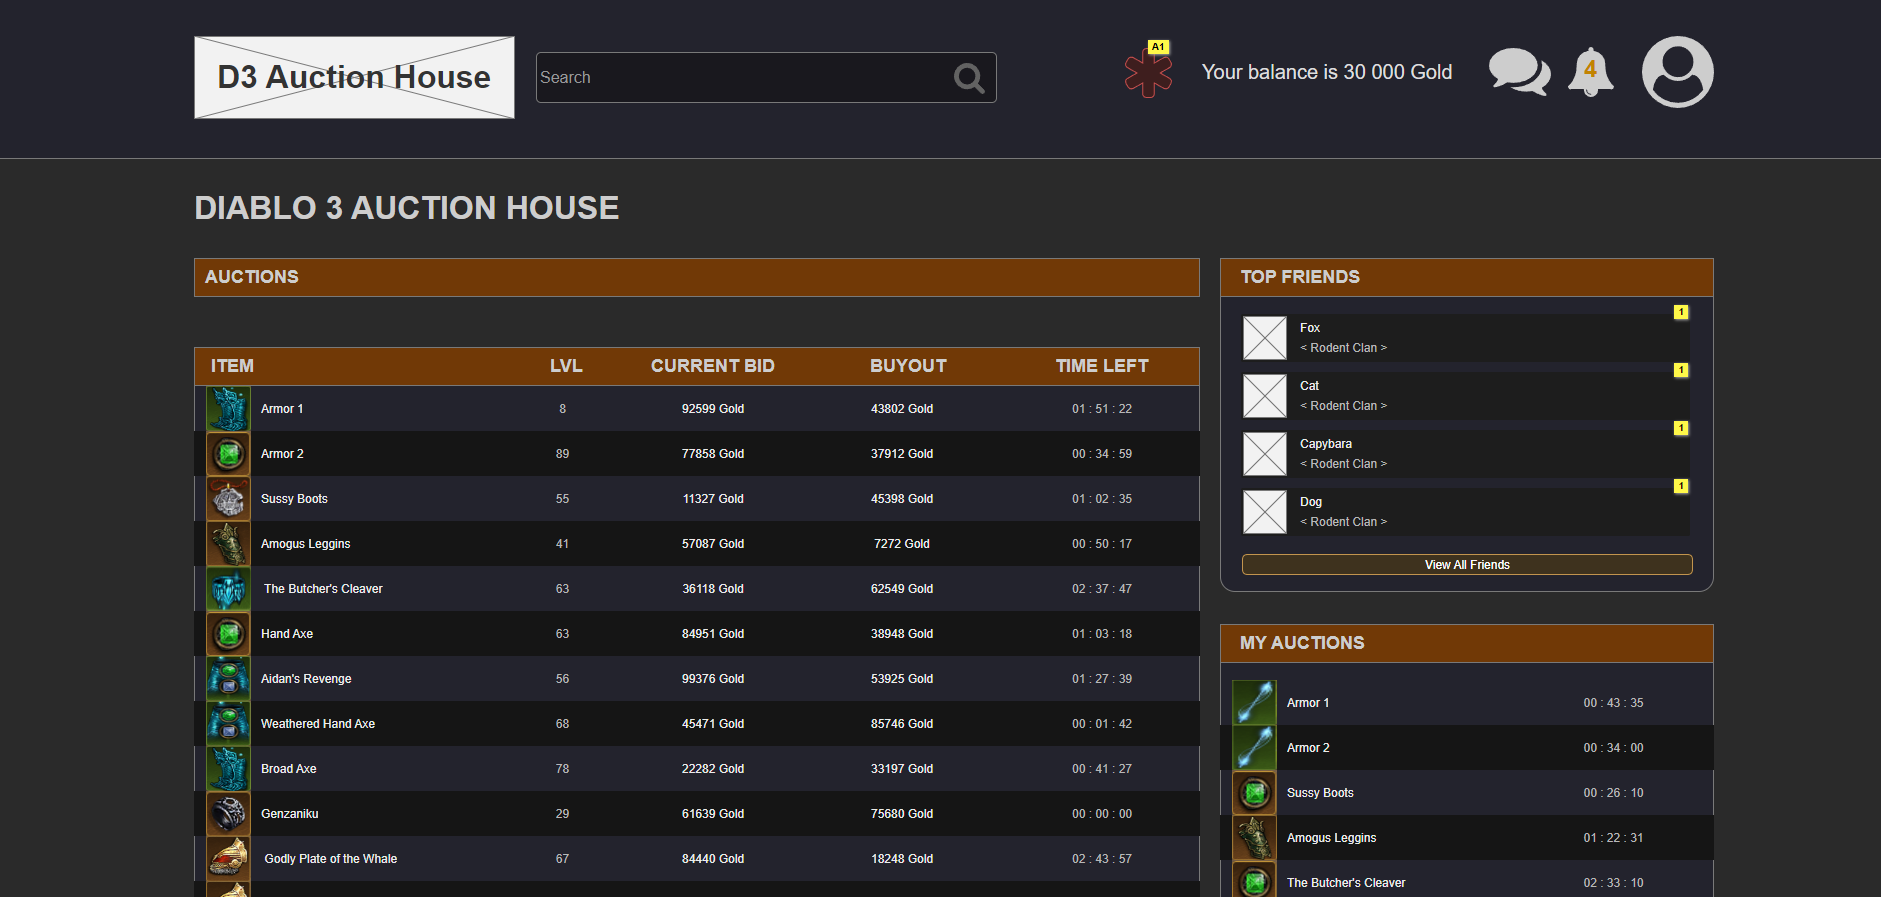 D3 Auction House
Search
A1
Your balance is 30 000 Gold
4
DIABLO 3 AUCTION HOUSE
AUCTIONS
ITEM LVL CURRENT BID BUYOUT TIME LEFT
Armor 1 8 92599 Gold 43802 Gold 01 : 51 : 22
Armor 2 89 77858 Gold 37912 Gold 00 : 34 : 59
Sussy Boots 55 11327 Gold 45398 Gold 01 : 02 : 35
Amogus Leggins 41 57087 Gold 7272 Gold 00 : 50 : 17
The Butcher's Cleaver 63 36118 Gold 62549 Gold 02 : 37 : 47
Hand Axe 63 84951 Gold 38948 Gold 01 : 03 : 18
Aidan's Revenge 56 99376 Gold 53925 Gold 01 : 27 : 39
Weathered Hand Axe 68 45471 Gold 85746 Gold 00 : 01 : 42
Broad Axe 78 22282 Gold 33197 Gold 00 : 41 : 27
Genzaniku 29 61639 Gold 75680 Gold 00 : 00 : 00
Godly Plate of the Whale 67 84440 Gold 18248 Gold 02 : 43 : 57
TOP FRIENDS
1
Fox
< Rodent Clan >
1
Cat
< Rodent Clan >
1
Capybara
< Rodent Clan >
1
Dog
< Rodent Clan >
View All Friends
MY AUCTIONS
Armor 1 00 : 43 : 35
Armor 2 00 : 34 : 00
Sussy Boots 00 : 26 : 10
Amogus Leggins 01 : 22 : 31
The Butcher's Cleaver 02 : 33 : 10